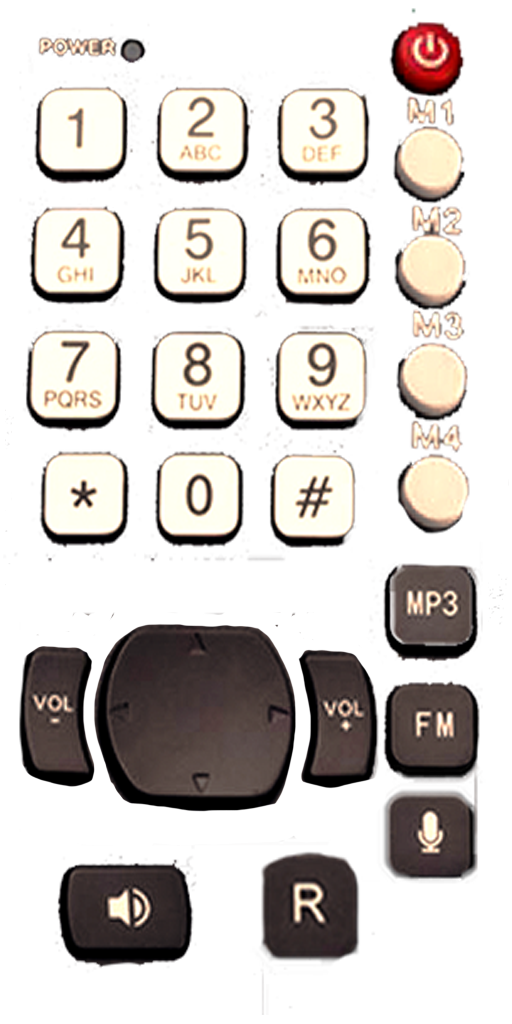 POWER
M1
1
2
ABC
3
DEF
M2
4
GHI
5
JKL
6
MNO
M3
7
PQRS
8
TUV
9
WXYZ
M4
*
0
#
MP3
VOL
-
VOL
+
FM
R